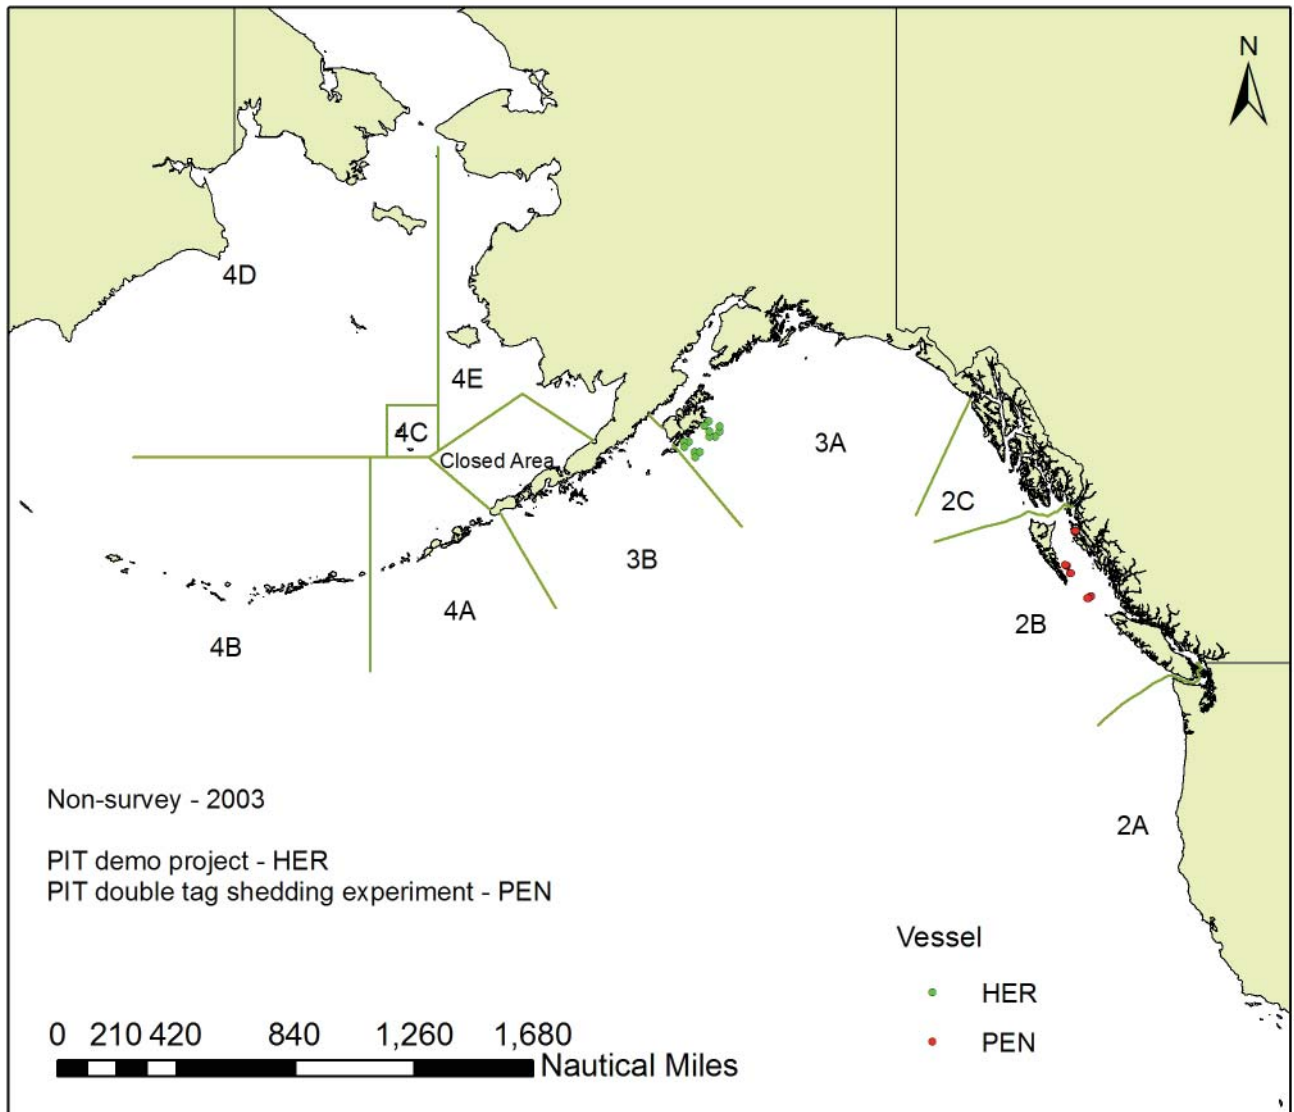 N
4D
4E
4C
Closed Area
3A
2C
3B
4A
4B
2B
2A
Non-survey - 2003
PIT demo project - HER
PIT double tag shedding experiment - PEN
Vessel
HER
PEN
0 210 420 840 1,260 1,680
Nautical Miles